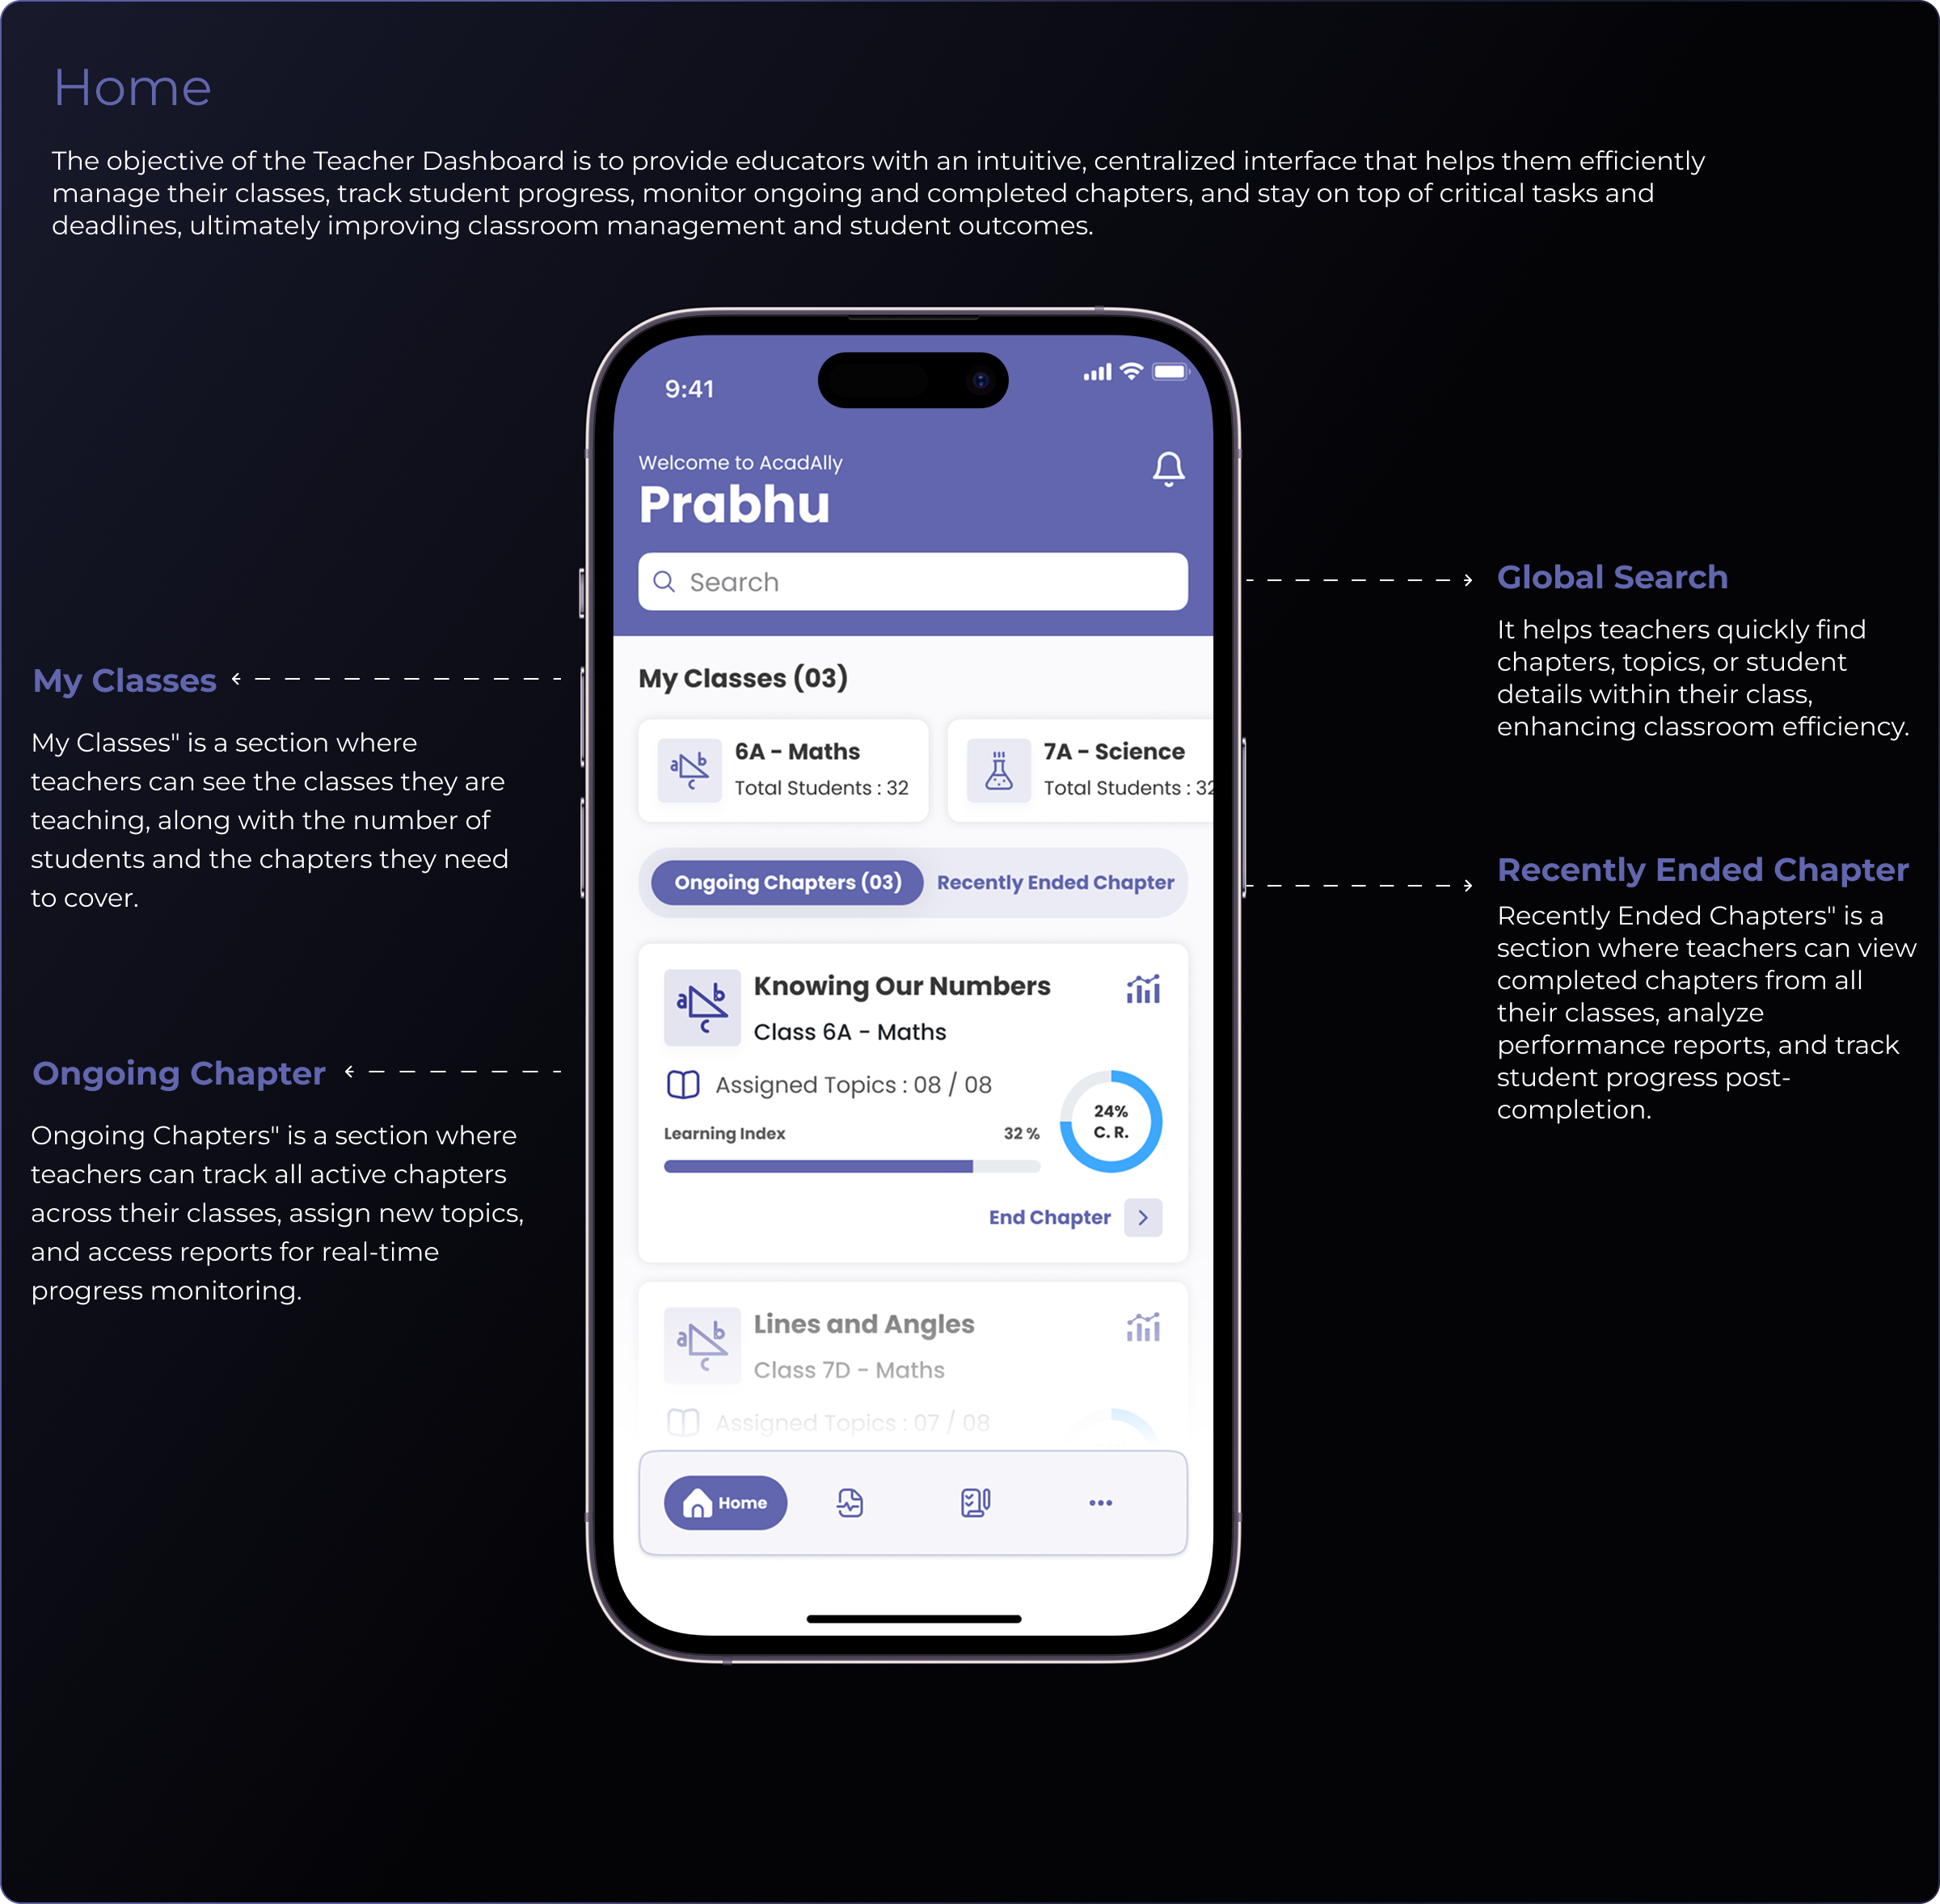 Home
The objective of the Teacher Dashboard is to provide educators with an intuitive, centralized interface that helps them efficiently
manage their classes, track student progress, monitor ongoing and completed chapters, and stay on top of critical tasks and
deadlines, ultimately improving classroom management and student outcomes.
9:41
Welcome to AcadAlly
Prabhu
Search
My Classes (03)
6A - Maths
Total Students : 32
7A - Science
Total Students : 32
Ongoing Chapters (03)
Recently Ended Chapter
a b c
Knowing Our Numbers
Class 6A - Maths
Assigned Topics : 08 / 08
Learning Index
32 %
24%
C. R.
End Chapter
a b c
Lines and Angles
Class 7D - Maths
Assigned Topics : 07 / 08
Home
My Classes
My Classes" is a section where
teachers can see the classes they are
teaching, along with the number of
students and the chapters they need
to cover.
Ongoing Chapter
Ongoing Chapters" is a section where
teachers can track all active chapters
across their classes, assign new topics,
and access reports for real-time
progress monitoring.
Global Search
It helps teachers quickly find
chapters, topics, or student
details within their class,
enhancing classroom efficiency.
Recently Ended Chapter
Recently Ended Chapters" is a
section where teachers can view
completed chapters from all
their classes, analyze
performance reports, and track
student progress post-
completion.